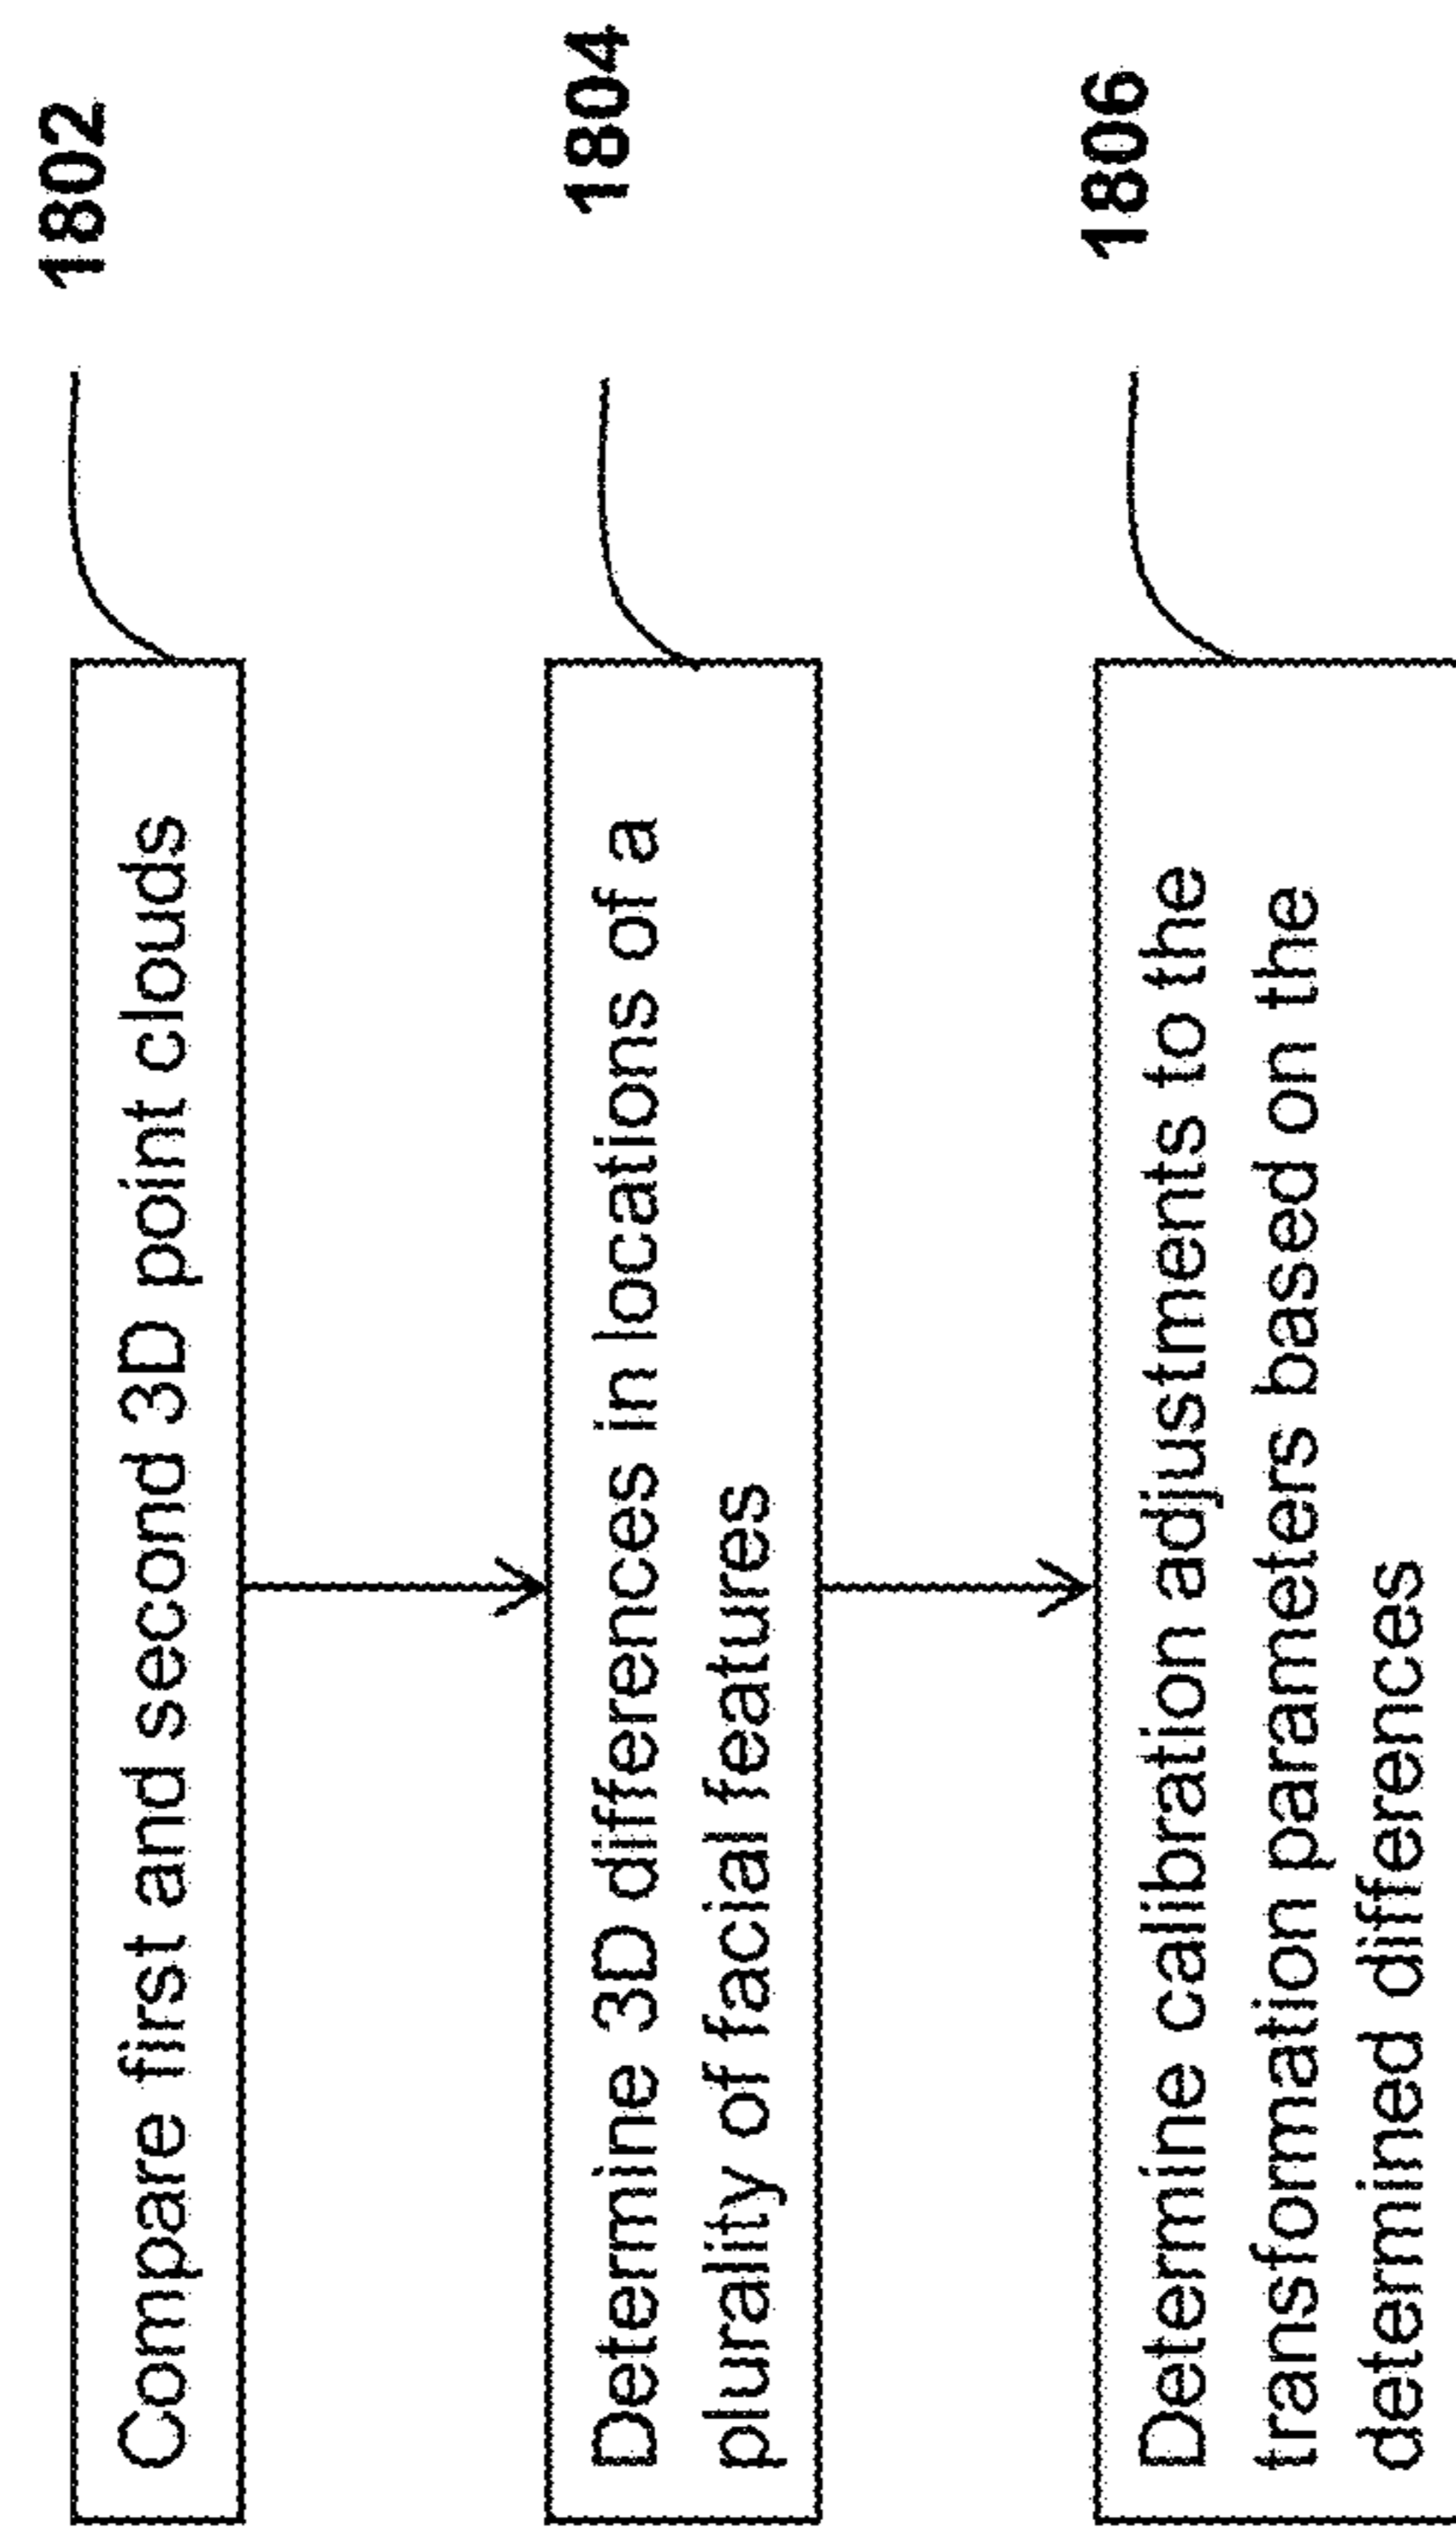 1802
Compare first and second 3D point clouds
1804
Determine 3D differences in locations of a
plurality of facial features
1806
Determine calibration adjustments to the
transformation parameters based on the
determined differences